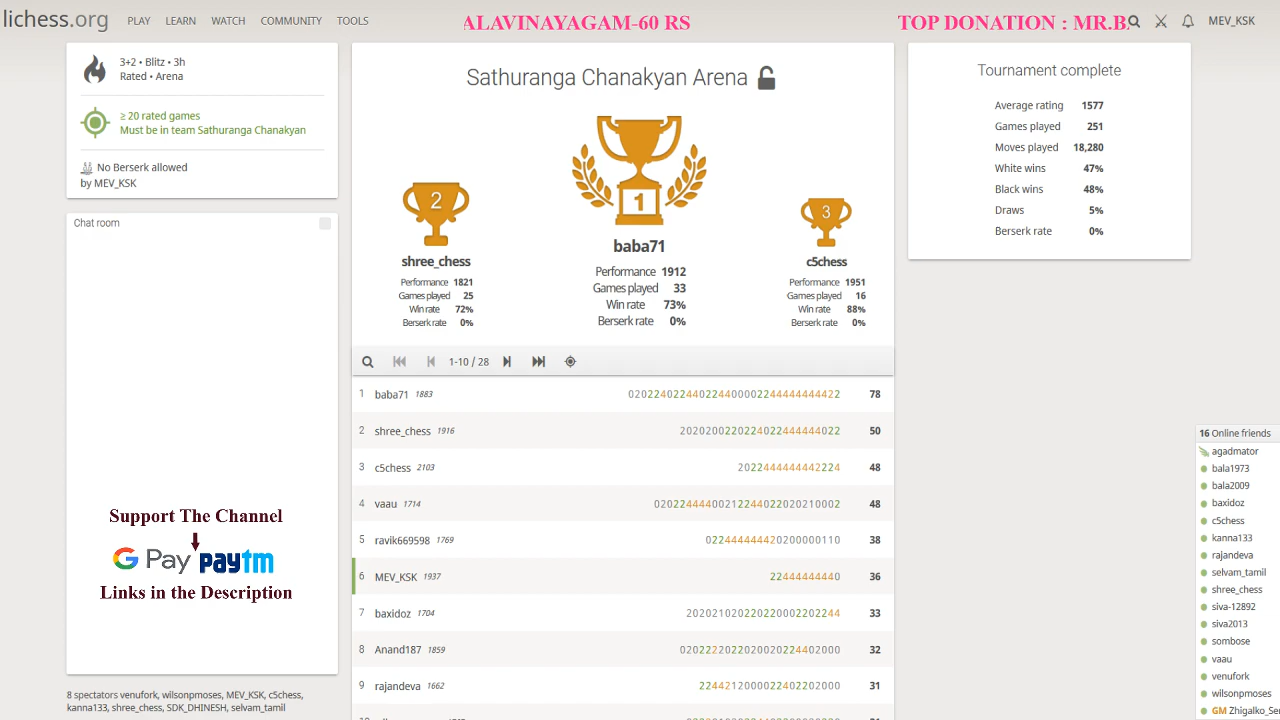 lichess.org PLAY LEARN WATCH COMMUNITY TOOLS ALAVINAYAGAM-60 RS TOP DONATION : MR.B. MEV_KSK
3+2 • Blitz • 3h
Rated • Arena
≥ 20 rated games
Must be in team Sathuranga Chanakyan
No Berserk allowed
by MEV_KSK
Chat room
Support The Channel
G Pay paytm
Links in the Description
8 spectators venufork, wilsonpmoses, MEV_KSK, c5chess,
kanna133, shree_chess, SDK_DHINESH, selvam_tamil
Sathuranga Chanakyan Arena
2
shree_chess
Performance 1821
Games played 25
Win rate 72%
Berserk rate 0%
1
baba71
Performance 1912
Games played 33
Win rate 73%
Berserk rate 0%
3
c5chess
Performance 1951
Games played 16
Win rate 88%
Berserk rate 0%
1-10 / 28
1 baba71 1883 78
2 shree_chess 1916 2020200220224022444444022 50
3 c5chess 2103 2022444444442224 48
4 vaau 1714 48
5 ravik669598 1769 38
6 MEV_KSK 1937 2244444440 36
7 baxidoz 1704 33
8 Anand187 1859 32
9 rajandeva 1662 31
Tournament complete
Average rating 1577
Games played 251
Moves played 18,280
White wins 47%
Black wins 48%
Draws 5%
Berserk rate 0%
16 Online friends
agadmator
bala1973
bala2009
baxidoz
c5chess
kanna133
rajandeva
selvam_tamil
shree_chess
siva-12892
siva2013
sombose
vaau
venufork
wilsonpmoses
GM Zhigalko_Se